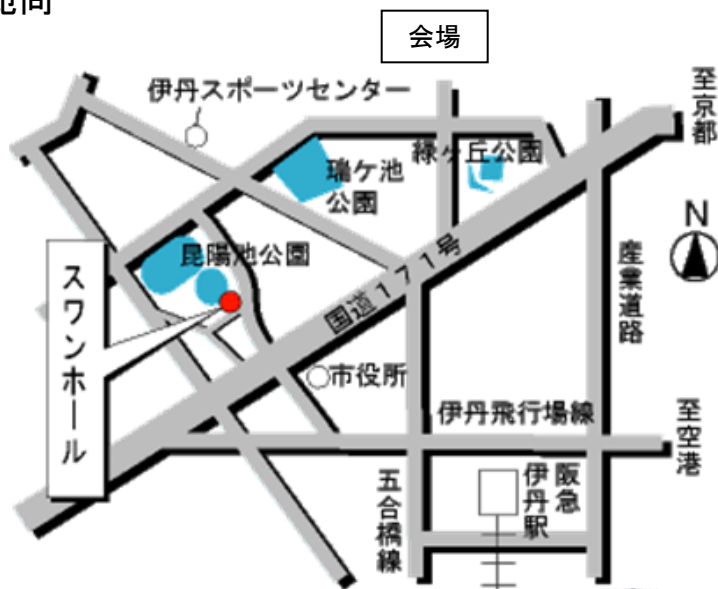 会場
至京都
伊丹スポーツセンター
緑ヶ丘公園
瑞ケ池
公園
N
昆陽池公園
産業道路
国道171号
スワンホール
市役所
伊丹飛行場線
至空港
五合橋線
阪急
伊丹駅